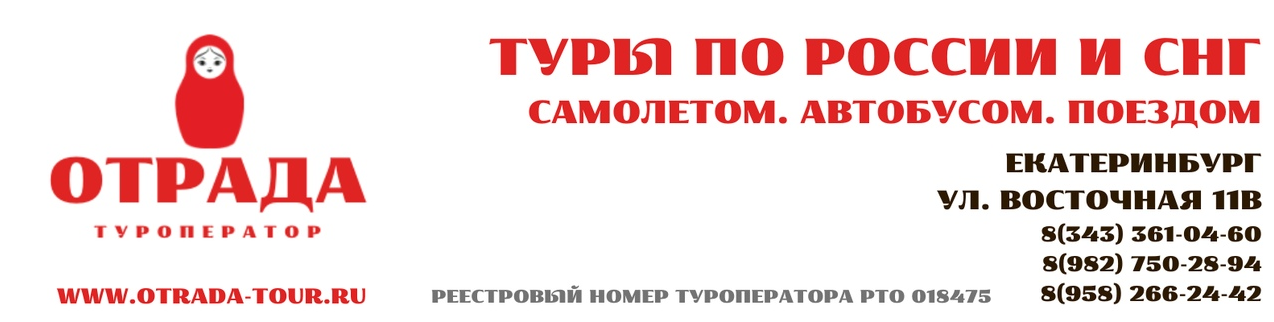 ОТРАДА
ТУРОПЕРАТОР
WWW.OTRADA-TOUR.RU
ТУРЫ ПО РОССИИ И СНГ
САМОЛЕТОМ. АВТОБУСОМ. ПОЕЗДОМ
ЕКАТЕРИНБУРГ
УЛ. ВОСТОЧНАЯ 11В
8(343) 361-04-60
8(982) 750-28-94
8(958) 266-24-42
РЕЕСТРОВЫЙ НОМЕР ТУРОПЕРАТОРА РТО 018475